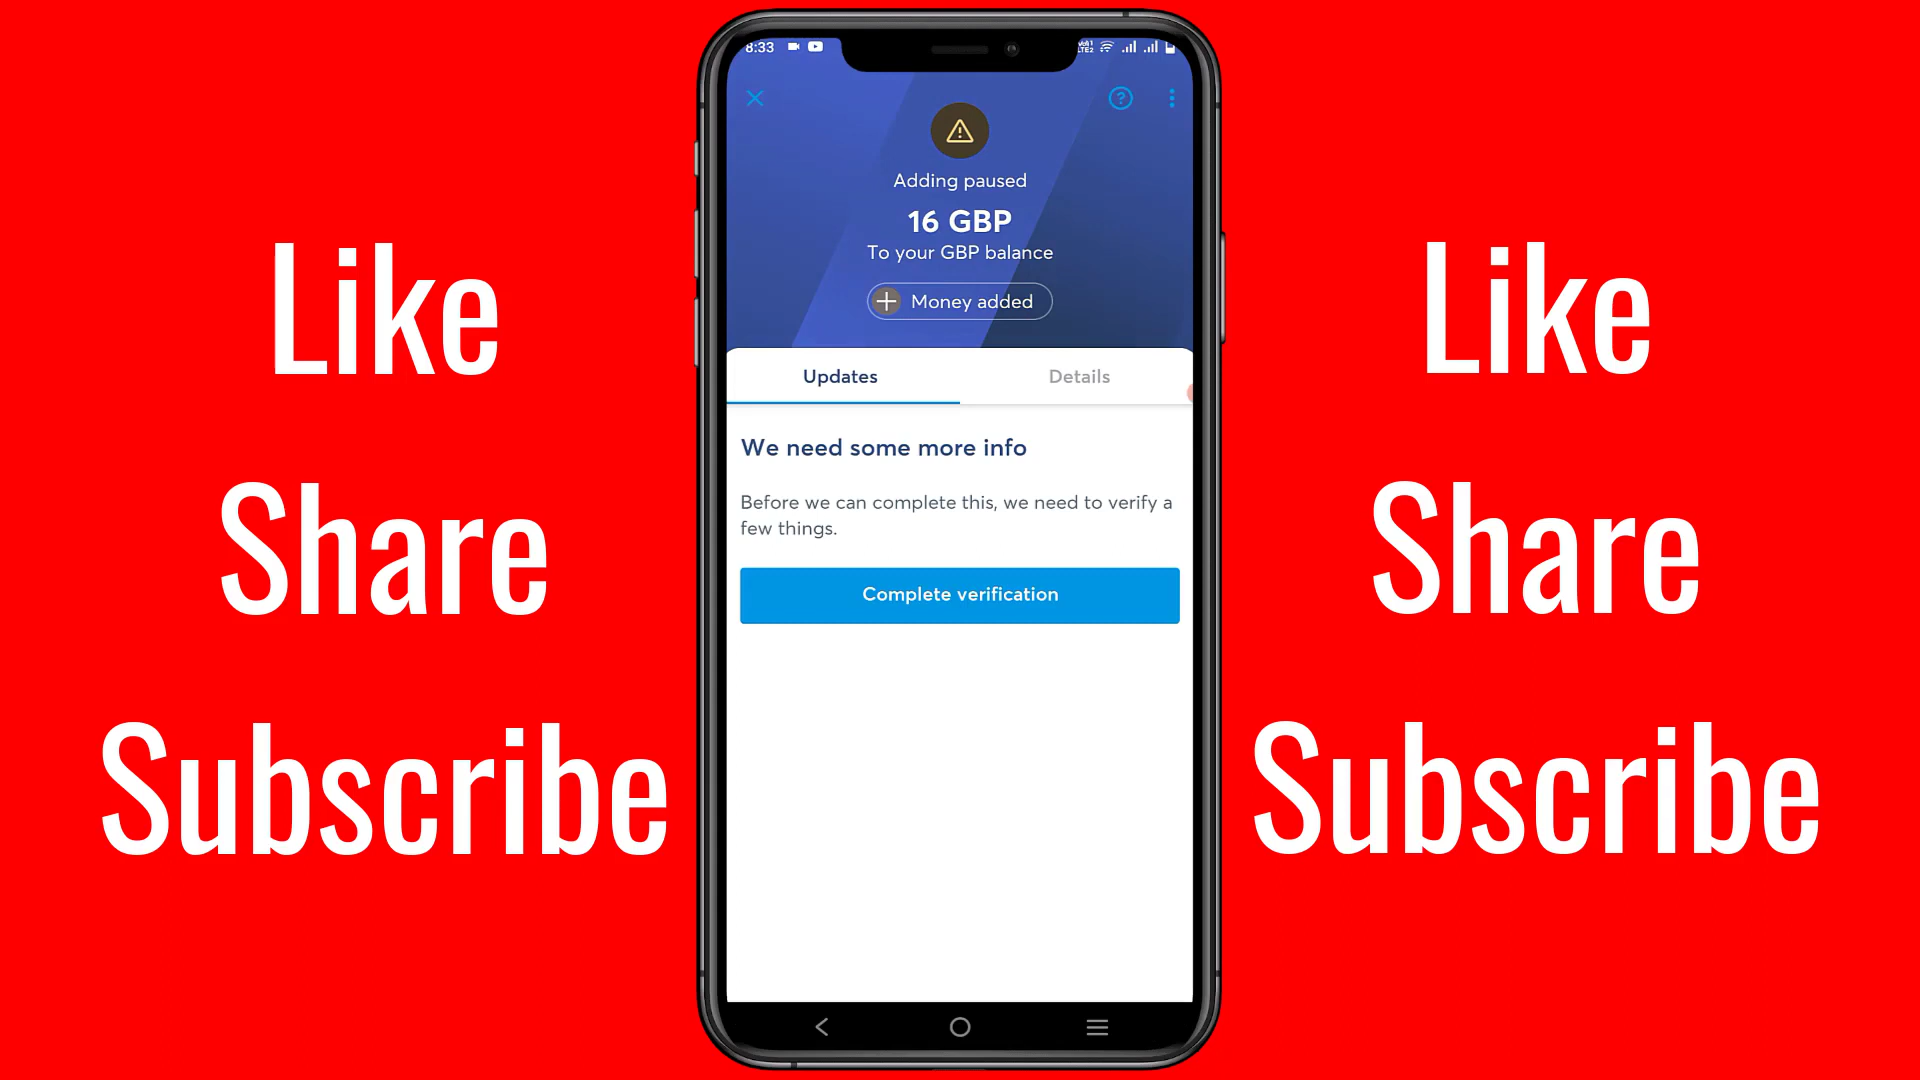 Like
Share
Subscribe
8:33
Adding paused
16 GBP
To your GBP balance
Money added
Updates
Details
We need some more info
Before we can complete this, we need to verify a
few things.
Complete verification
Like
Share
Subscribe